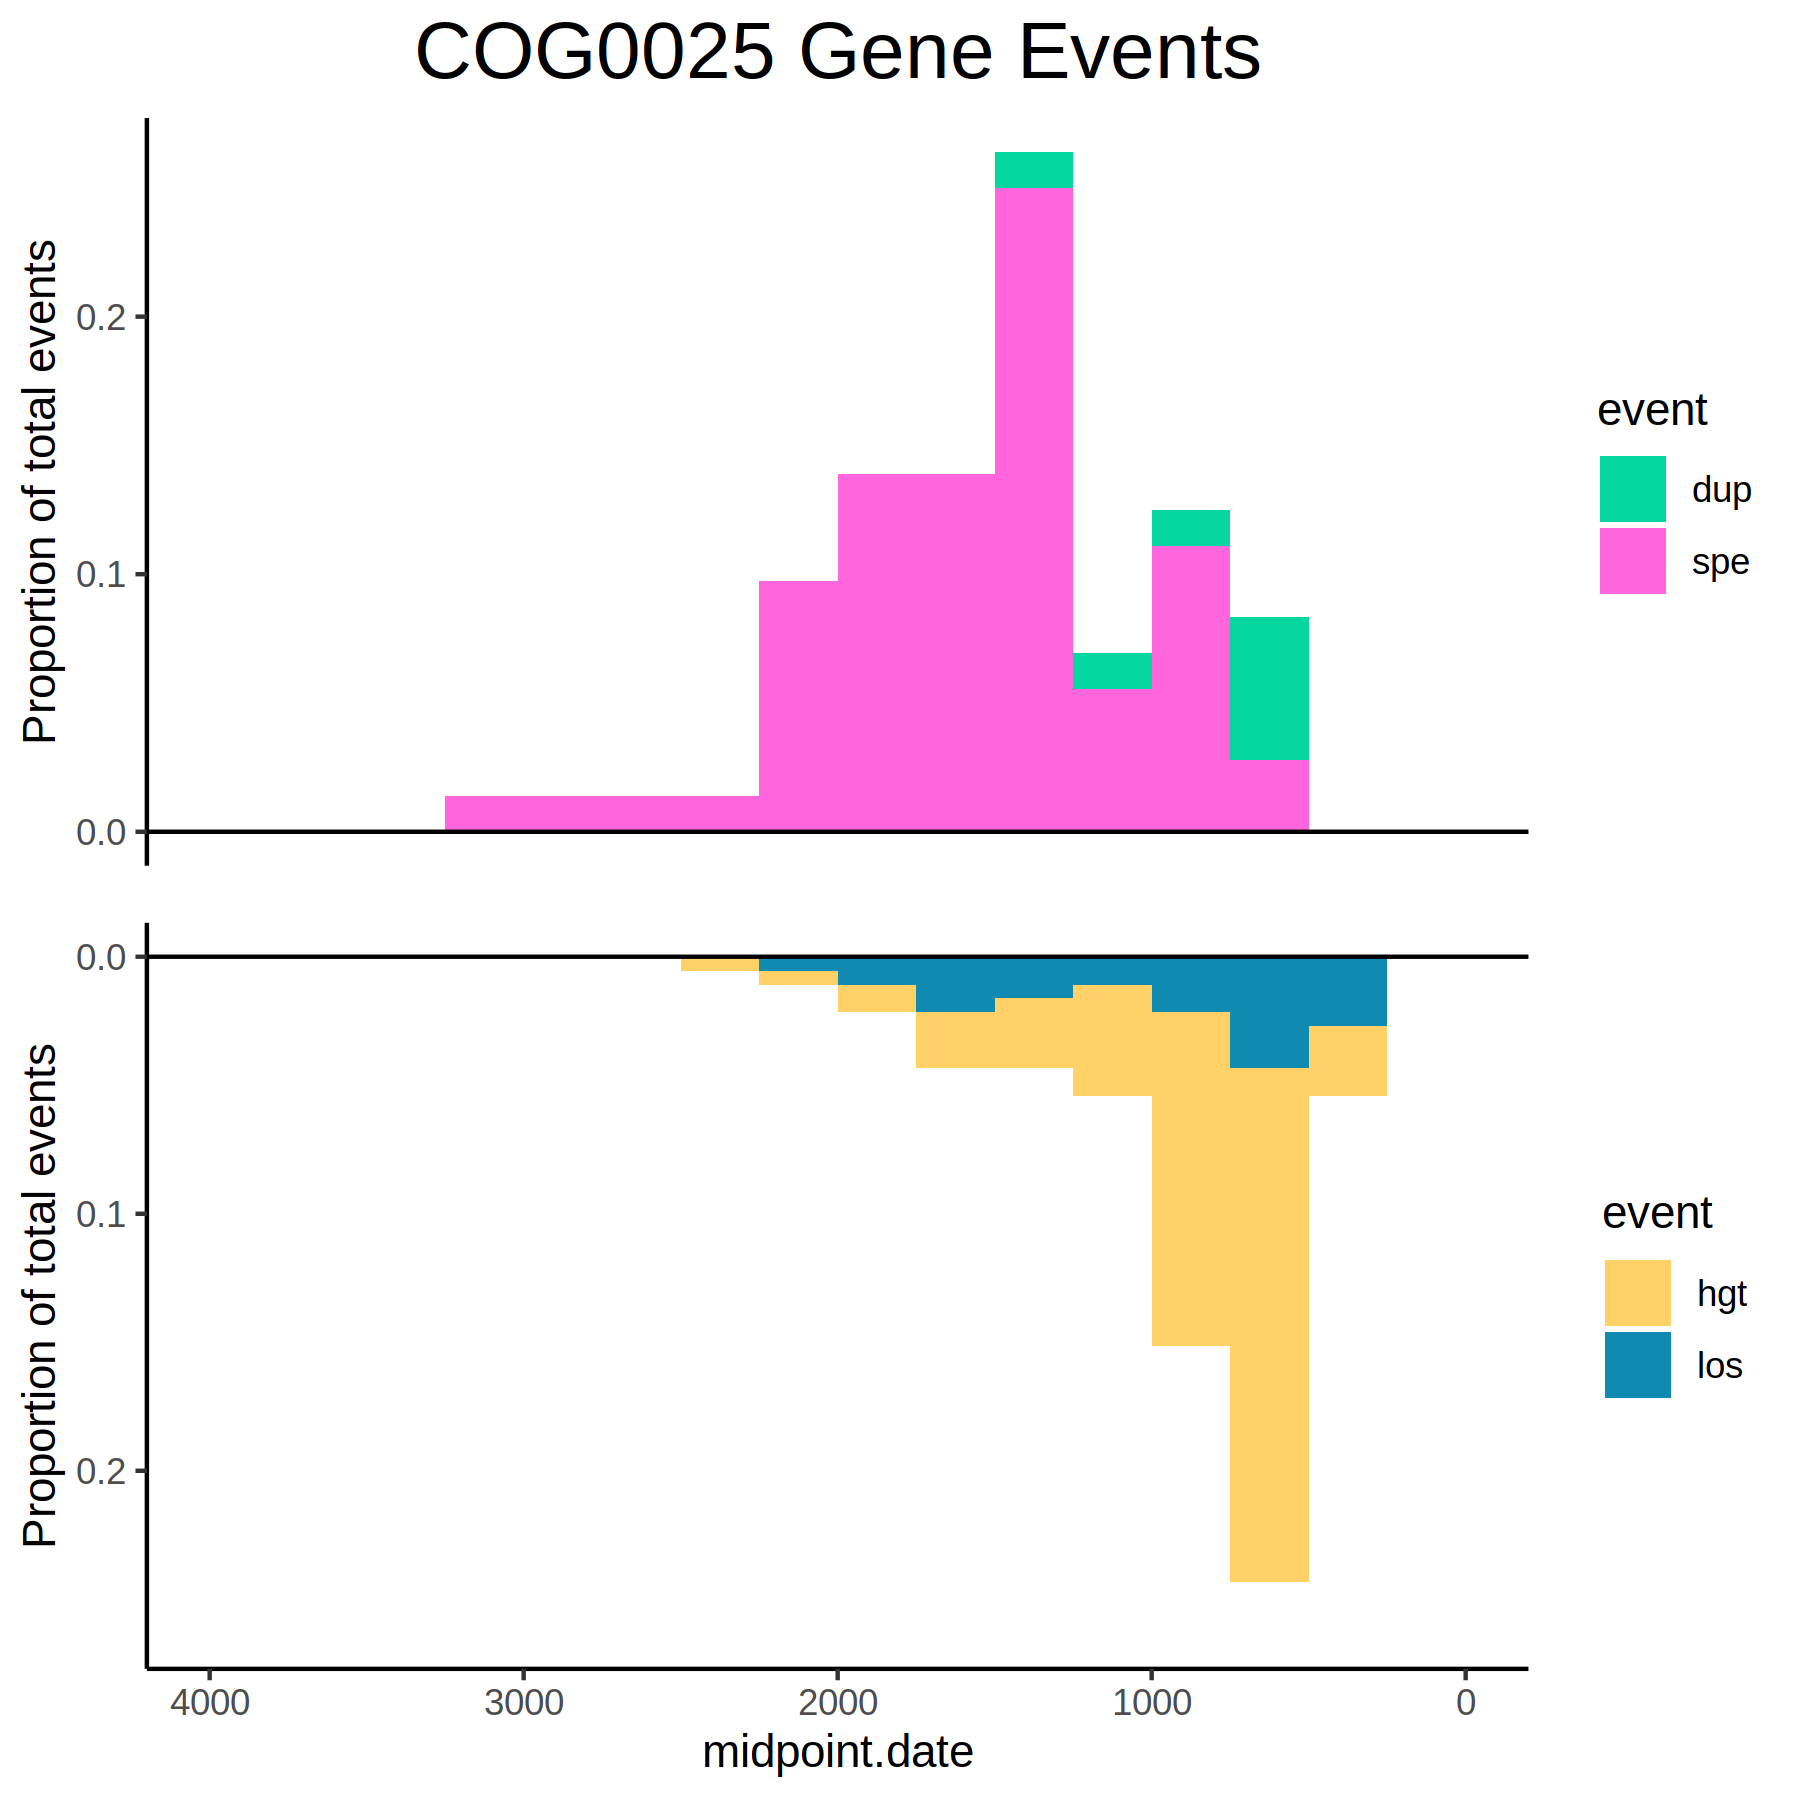 COG0025 Gene Events
Proportion of total events
0.2
0.1
0.0
event
dup
spe
Proportion of total events
0.0
0.1
0.2
event
hgt
los
4000 3000 2000 1000 0
midpoint.date